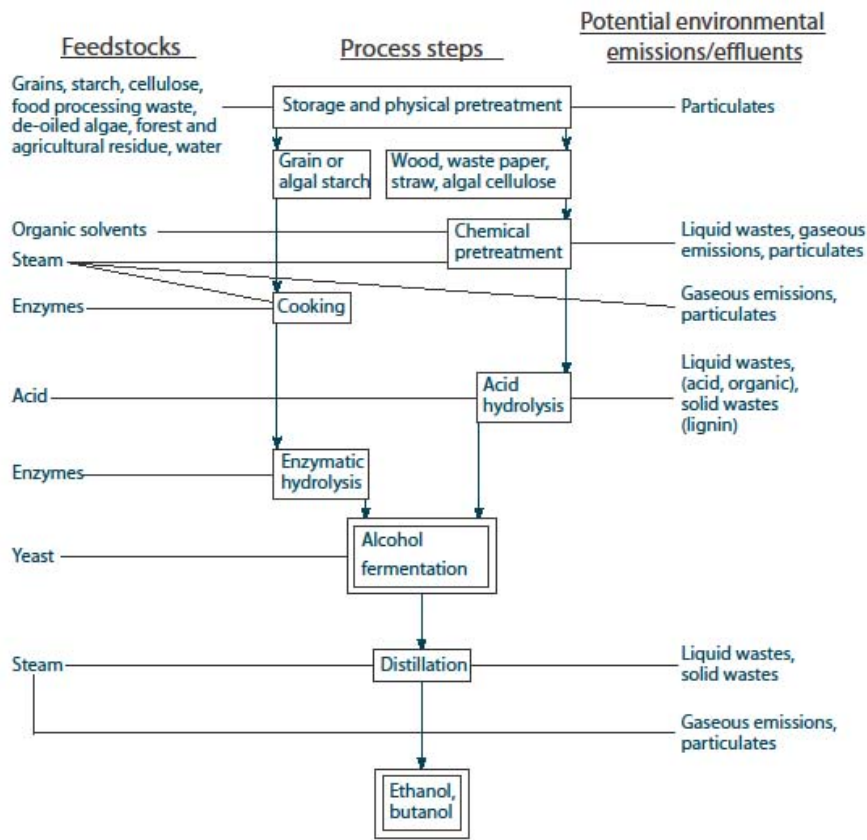 Feedstocks
Process steps
Potential environmental
emissions/effluents
Grains, starch, cellulose,
food processing waste,
de-oiled algae, forest and
agricultural residue, water
Storage and physical pretreatment
Particulates
Grain or
algal starch
Wood, waste paper,
straw, algal cellulose
Organic solvents
Steam
Chemical
pretreatment
Liquid wastes, gaseous
emissions, particulates
Enzymes
Cooking
Gaseous emissions,
particulates
Acid
Acid
hydrolysis
Liquid wastes,
(acid, organic),
solid wastes
(lignin)
Enzymes
Enzymatic
hydrolysis
Yeast
Alcohol
fermentation
Steam
Distillation
Liquid wastes,
solid wastes
Gaseous emissions,
particulates
Ethanol,
butanol